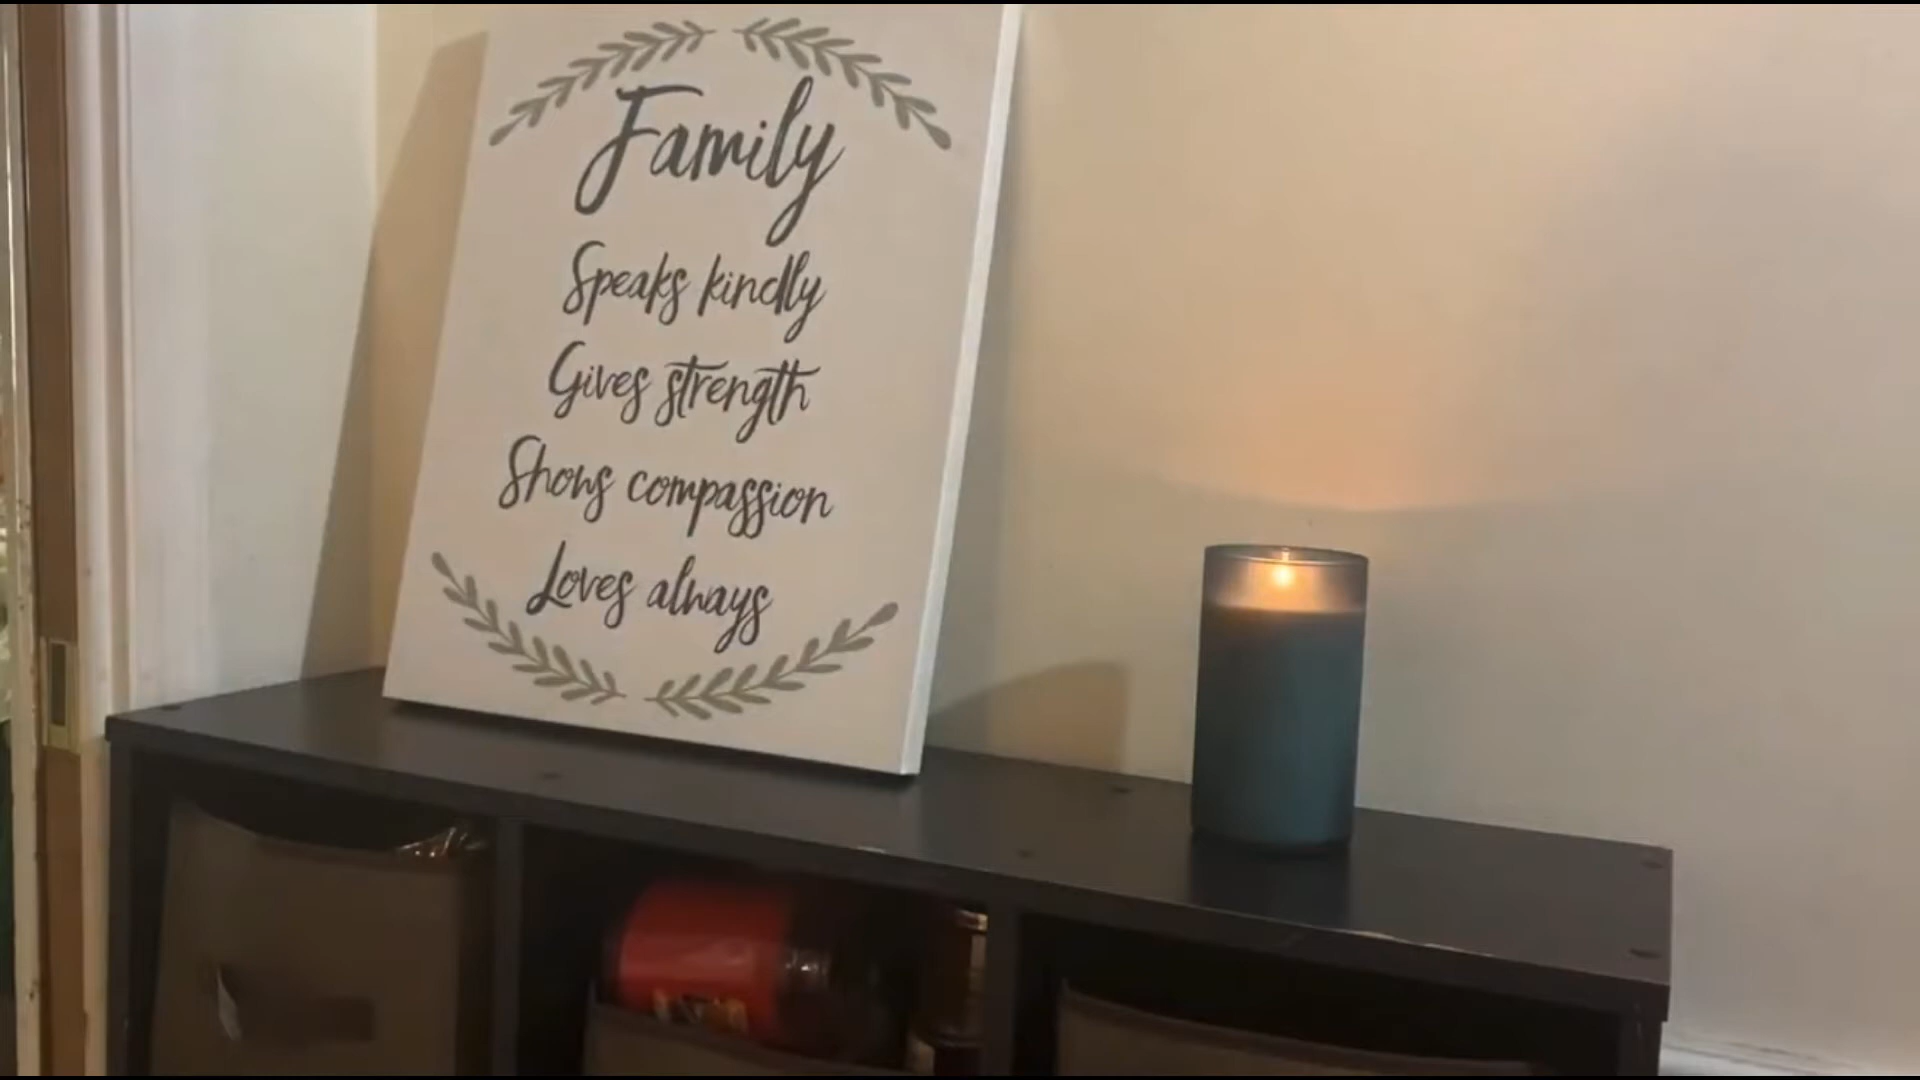 Family
Speaks kindly
Gives strength
Shows compassion
Loves always